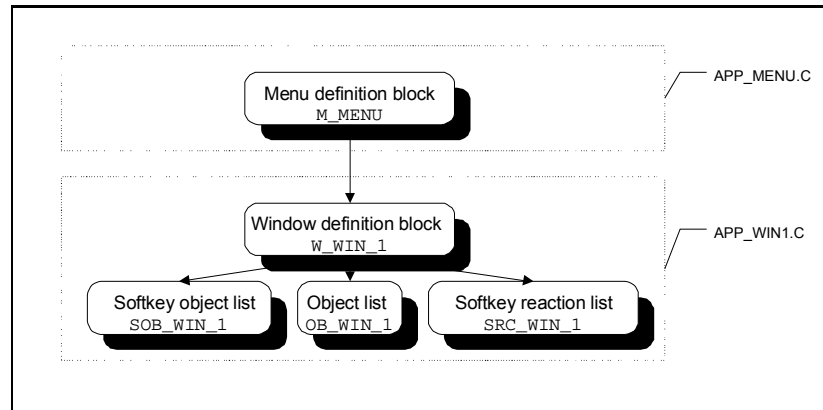 Menu definition block
M_MENU
APP_MENU.C
Window definition block
W_WIN_1
APP_WIN1.C
Softkey object list
SOB_WIN_1
Object list
OB_WIN_1
Softkey reaction list
SRC_WIN_1